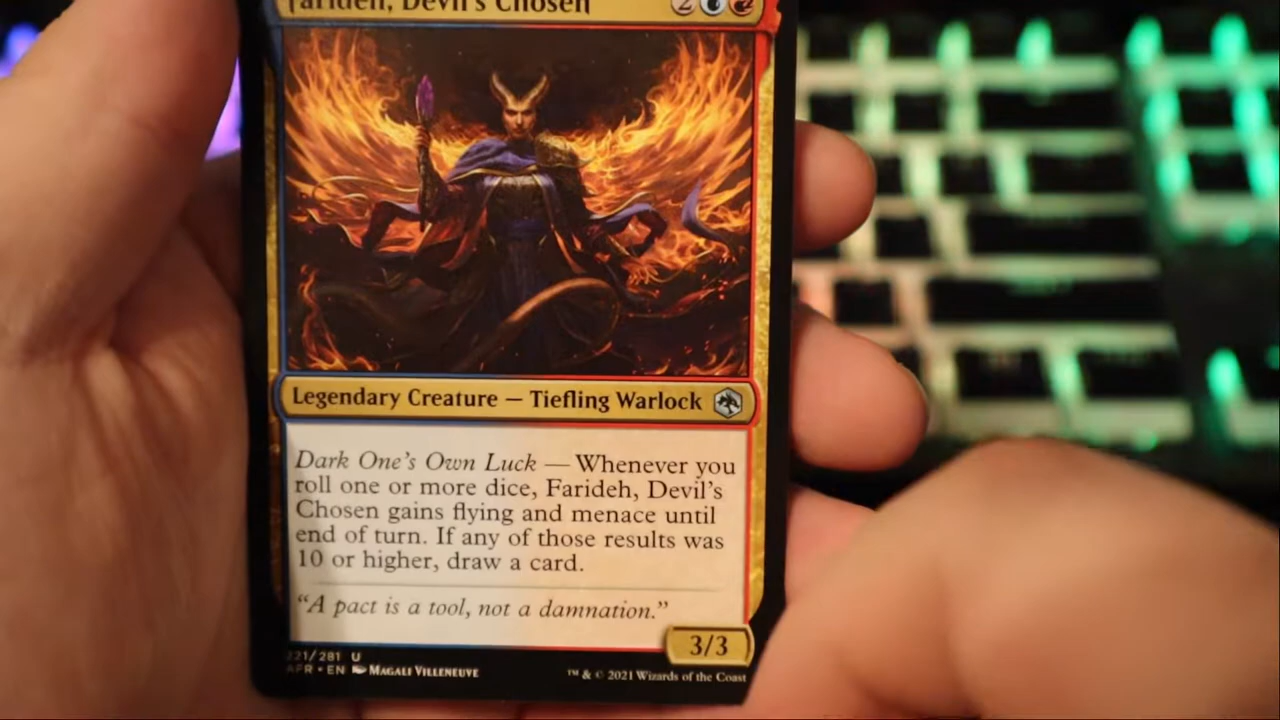 Farideh, Devil's Chosen 2
Legendary Creature — Tiefling Warlock
Dark One's Own Luck — Whenever you
roll one or more dice, Farideh, Devil's
Chosen gains flying and menace until
end of turn. If any of those results was
10 or higher, draw a card.
“A pact is a tool, not a damnation.”
3/3
221/281 U
AFR • EN Magali Villeneuve
™ & © 2021 Wizards of the Coast